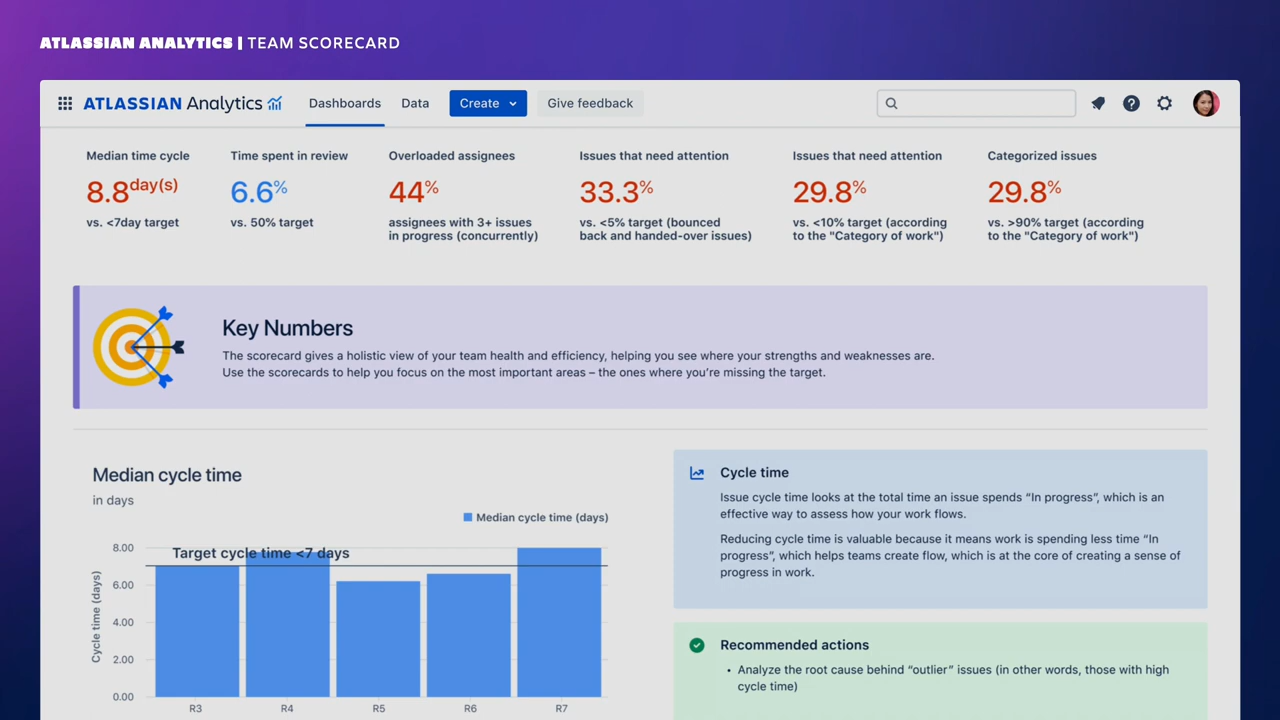 ATLASSIAN ANALYTICS | TEAM SCORECARD
ATLASSIAN Analytics
Dashboards
Data
Create
Give feedback
Median time cycle
8.8day(s)
vs. <7day target
Time spent in review
6.6%
vs. 50% target
Overloaded assignees
44%
assignees with 3+ issues
in progress (concurrently)
Issues that need attention
33.3%
vs. <5% target (bounced
back and handed-over issues)
Issues that need attention
29.8%
vs. <10% target (according
to the "Category of work")
Categorized issues
29.8%
vs. >90% target (according
to the "Category of work")
Key Numbers
The scorecard gives a holistic view of your team health and efficiency, helping you see where your strengths and weaknesses are.
Use the scorecards to help you focus on the most important areas – the ones where you’re missing the target.
Median cycle time
in days
Median cycle time (days)
Target cycle time <7 days
Cycle time (days)
8.00
6.00
4.00
2.00
0.00
R3
R4
R5
R6
R7
Cycle time
Issue cycle time looks at the total time an issue spends “In progress”, which is an
effective way to assess how your work flows.
Reducing cycle time is valuable because it means work is spending less time “In
progress”, which helps teams create flow, which is at the core of creating a sense of
progress in work.
Recommended actions
• Analyze the root cause behind “outlier” issues (in other words, those with high
cycle time)